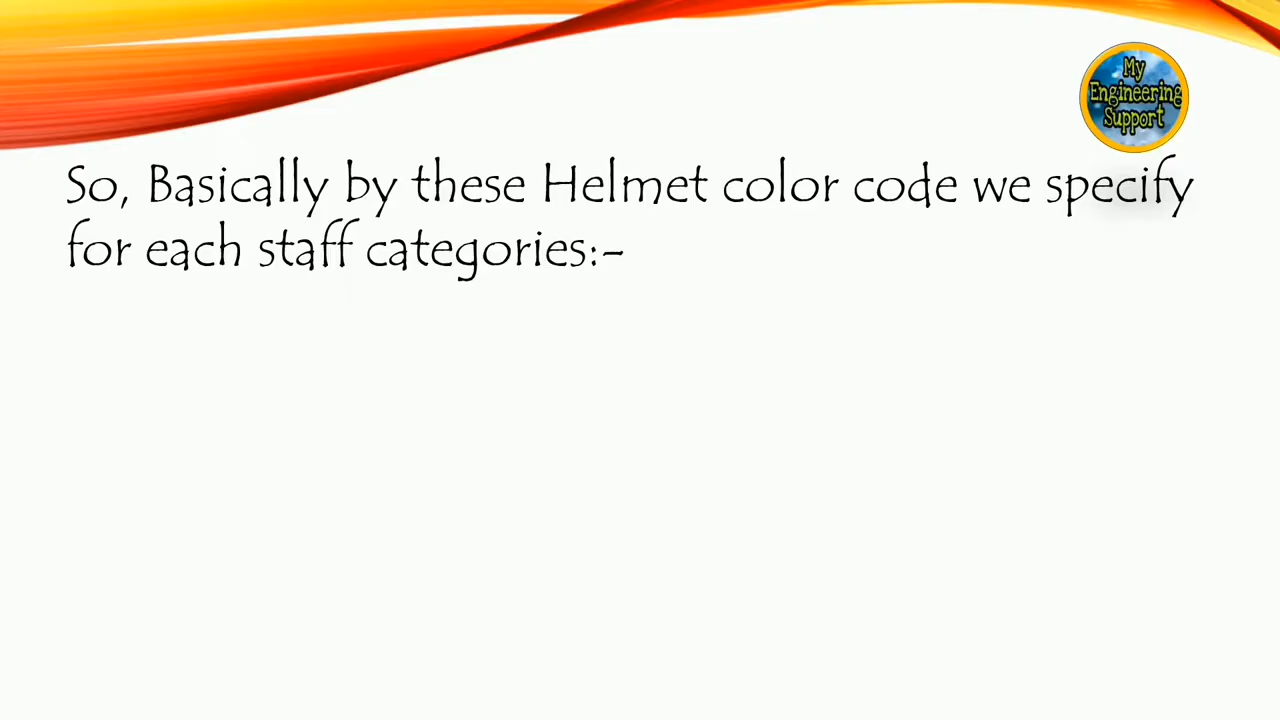 My
Engineering
Support
So, Basically by these Helmet color code we specify
for each staff categories:-